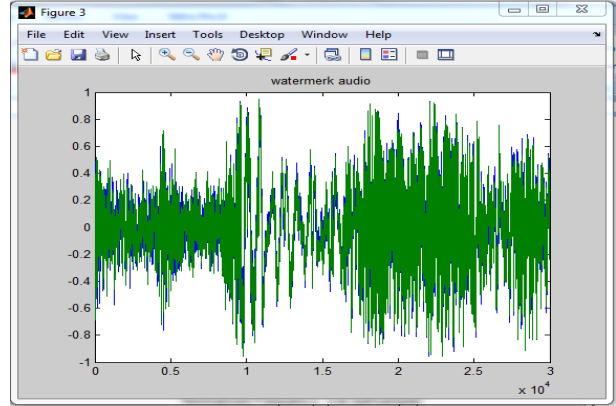 Figure 3
File Edit View Insert Tools Desktop Window Help
watermerk audio
1
0.8
0.6
0.4
0.2
0
-0.2
-0.4
-0.6
-0.8
-1
0 0.5 1 1.5 2 2.5 3
x 10⁴